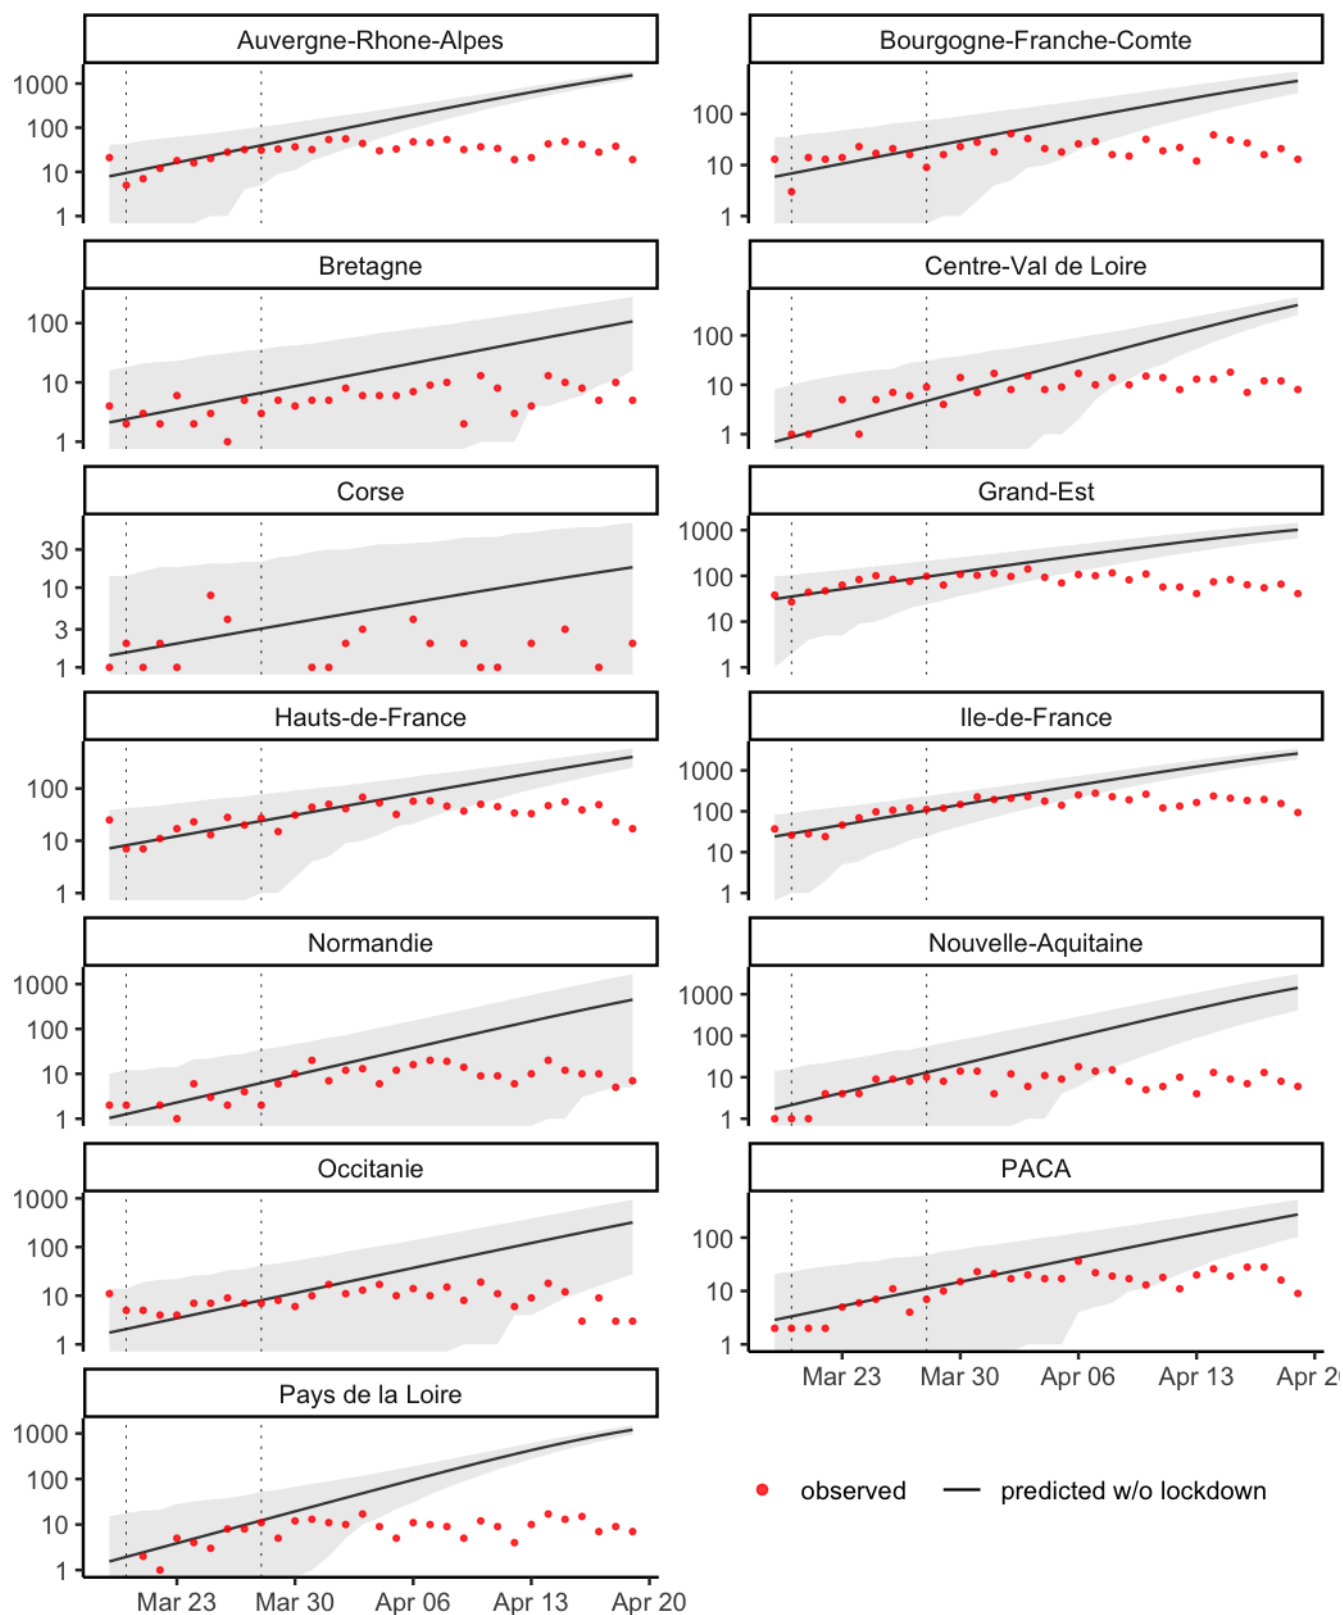 Auvergne-Rhone-Alpes
1000
100
10
1
Bourgogne-Franche-Comte
100
10
1
Bretagne
100
10
1
Centre-Val de Loire
100
10
1
Corse
30
10
3
1
Grand-Est
1000
100
10
1
Hauts-de-France
100
10
1
Ile-de-France
1000
100
10
1
Normandie
1000
100
10
1
Nouvelle-Aquitaine
1000
100
10
1
Occitanie
1000
100
10
1
PACA
100
10
1
Mar 23 Mar 30 Apr 06 Apr 13 Apr 20
Pays de la Loire
1000
100
10
1
Mar 23 Mar 30 Apr 06 Apr 13 Apr 20
observed predicted w/o lockdown